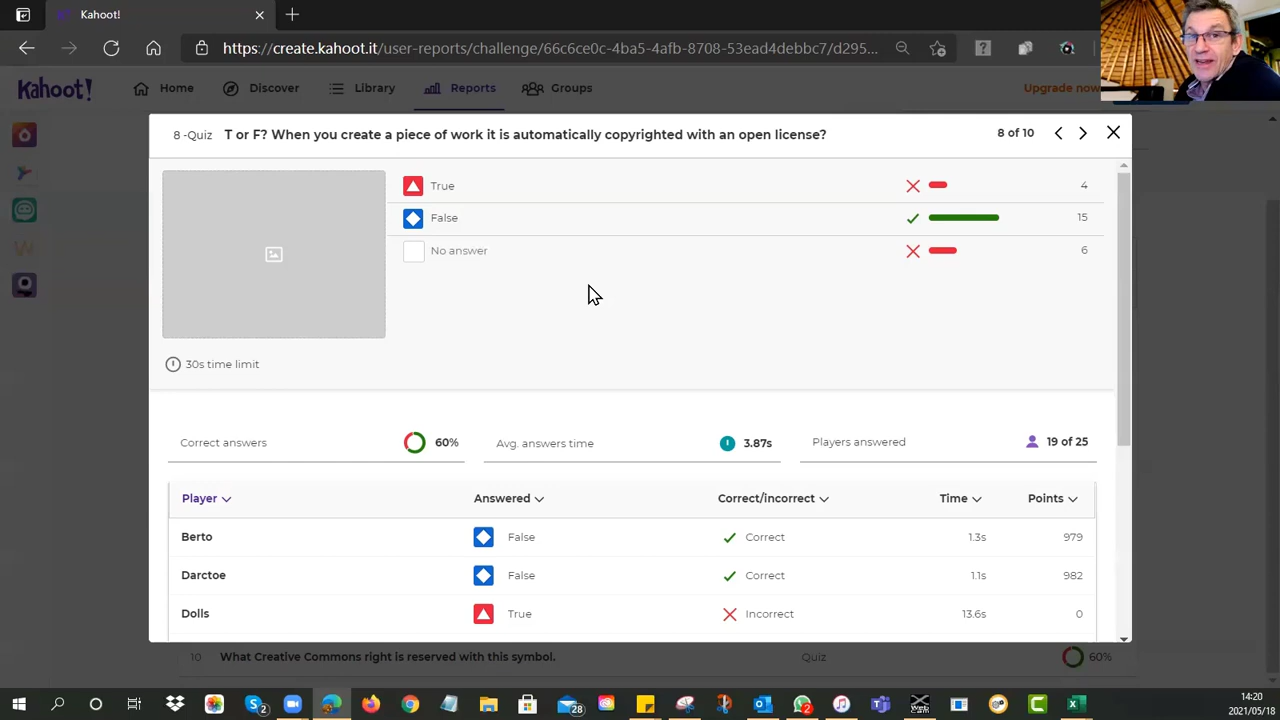 Kahoot!
https://create.kahoot.it/user-reports/challenge/66c6ce0c-4ba5-4afb-8708-53ead4debbc7/d295...
Kahoot! Home Discover Library Reports Groups Upgrade now
8 -Quiz T or F? When you create a piece of work it is automatically copyrighted with an open license? 8 of 10
True 4
False 15
No answer 6
30s time limit
Correct answers 60% Avg. answers time 3.87s Players answered 19 of 25
Player Answered Correct/incorrect Time Points
Berto False Correct 1.3s 979
Darctoe False Correct 1.1s 982
Dolls True Incorrect 13.6s 0
10 What Creative Commons right is reserved with this symbol. Quiz 60%
2 28 2
14:20
2021/05/18